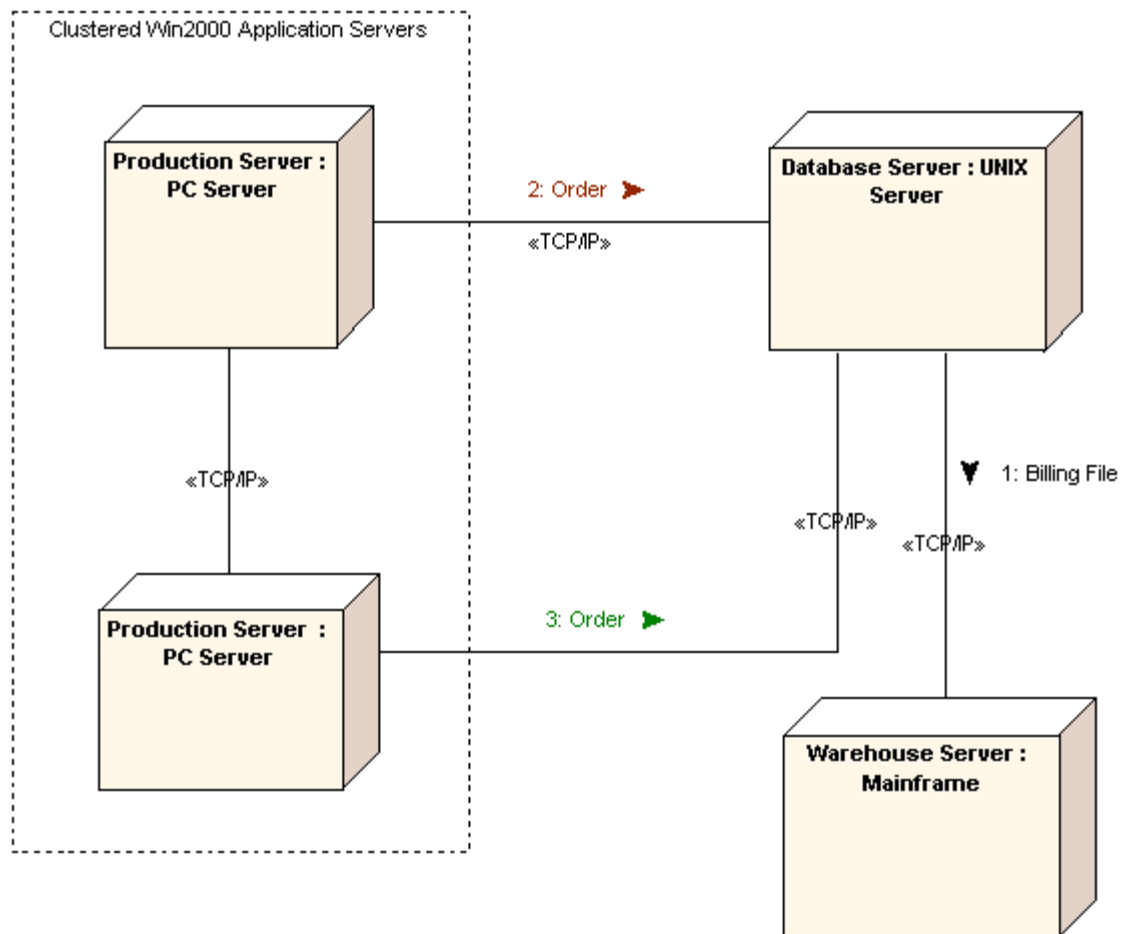 Clustered Win2000 Application Servers
Production Server :
PC Server
2: Order
«TCP/IP»
Database Server : UNIX
Server
«TCP/IP»
1: Billing File
«TCP/IP»
«TCP/IP»
Production Server :
PC Server
3: Order
Warehouse Server :
Mainframe